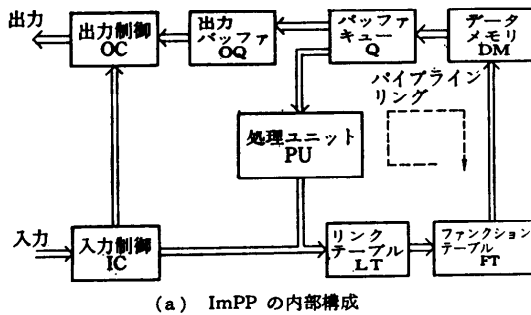 出力
出力制御
OC
出力
バッファ
OQ
バッファ
キュー
Q
データ
メモリ
DM
パイプライン
リング
処理ユニット
PU
入力
入力制御
IC
リンク
テーブル
LT
ファンクション
テーブル
FT
(a) ImPP の内部構成